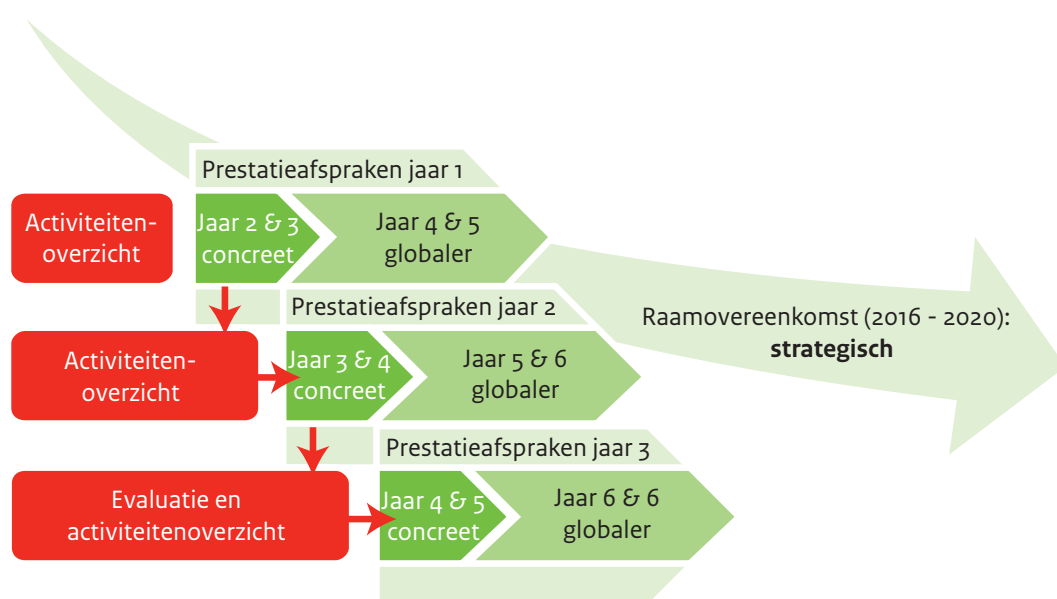 Prestatieafspraken jaar 1
Activiteiten-
overzicht
Jaar 2 & 3
concreet
Jaar 4 & 5
globaler
Prestatieafspraken jaar 2
Raamovereenkomst (2016 - 2020):
strategisch
Activiteiten-
overzicht
Jaar 3 & 4
concreet
Jaar 5 & 6
globaler
Prestatieafspraken jaar 3
Evaluatie en
activiteitenoverzicht
Jaar 4 & 5
concreet
Jaar 6 & 6
globaler